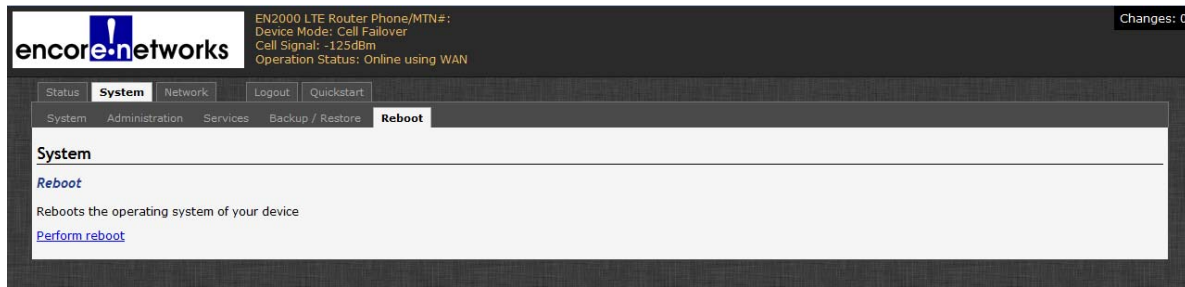 encore!networks
EN2000 LTE Router Phone/MTN#:
Device Mode: Cell Failover
Cell Signal: -125dBm
Operation Status: Online using WAN
Changes: 0
Status System Network Logout Quickstart
System Administration Services Backup / Restore Reboot
System
Reboot
Reboots the operating system of your device
Perform reboot